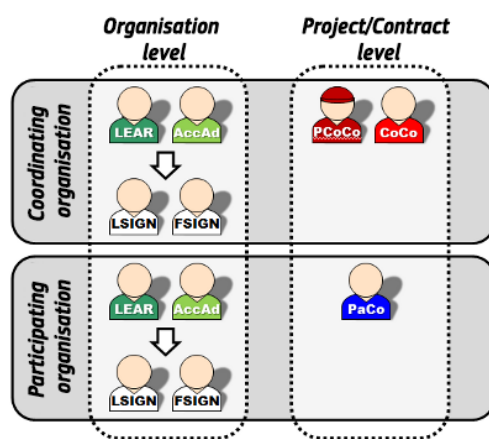 Organisation
level
Project/Contract
level
Coordinating
organisation
LEAR AccAd
PCoCo CoCo
LSIGN FSIGN
Participating
organisation
LEAR AccAd
PaCo
LSIGN FSIGN